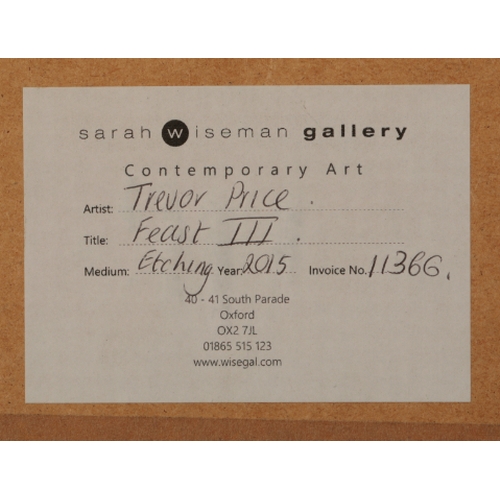 sarah wiseman gallery
Contemporary Art
Artist: Trevor Price.
Title: Feast III.
Medium: Etching Year: 2015 Invoice No. 11366.
40 - 41 South Parade
Oxford
OX2 7JL
01865 515 123
www.wisegal.com